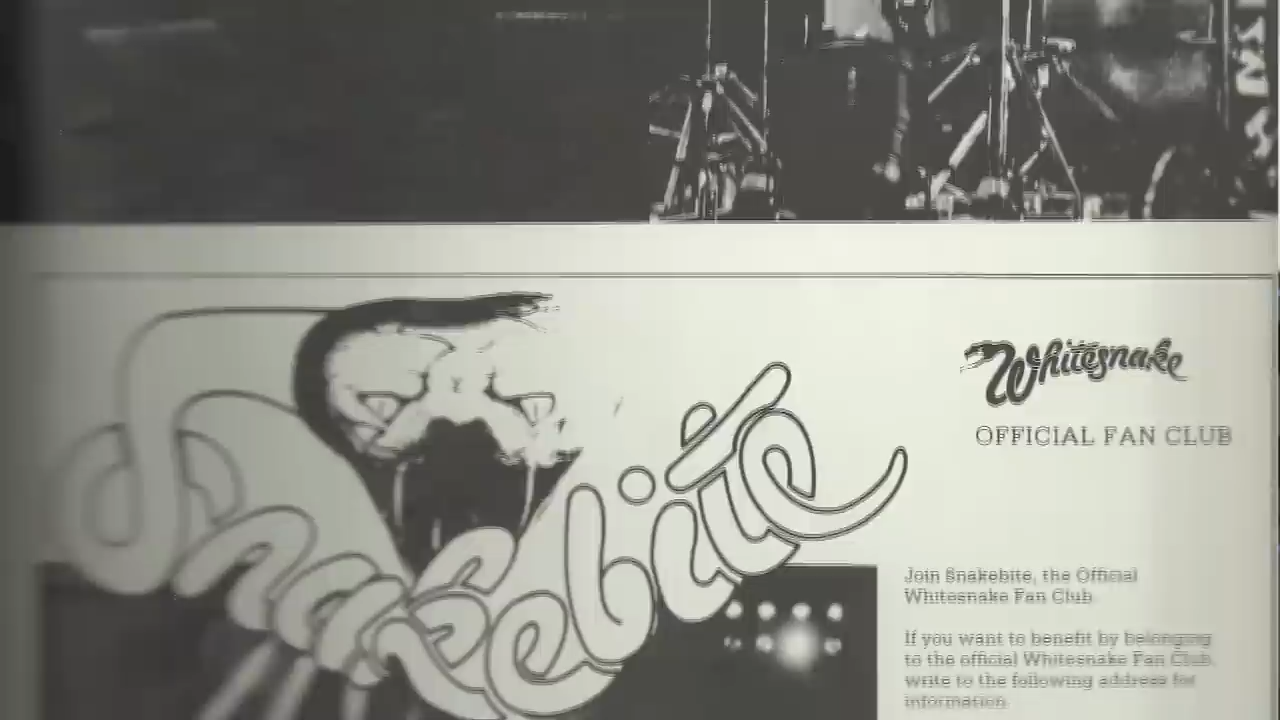 Snakebite
Whitesnake
OFFICIAL FAN CLUB
Join Snakebite, the Official
Whitesnake Fan Club
If you want to benefit by belonging
to the official Whitesnake Fan Club,
write to the following address for
information